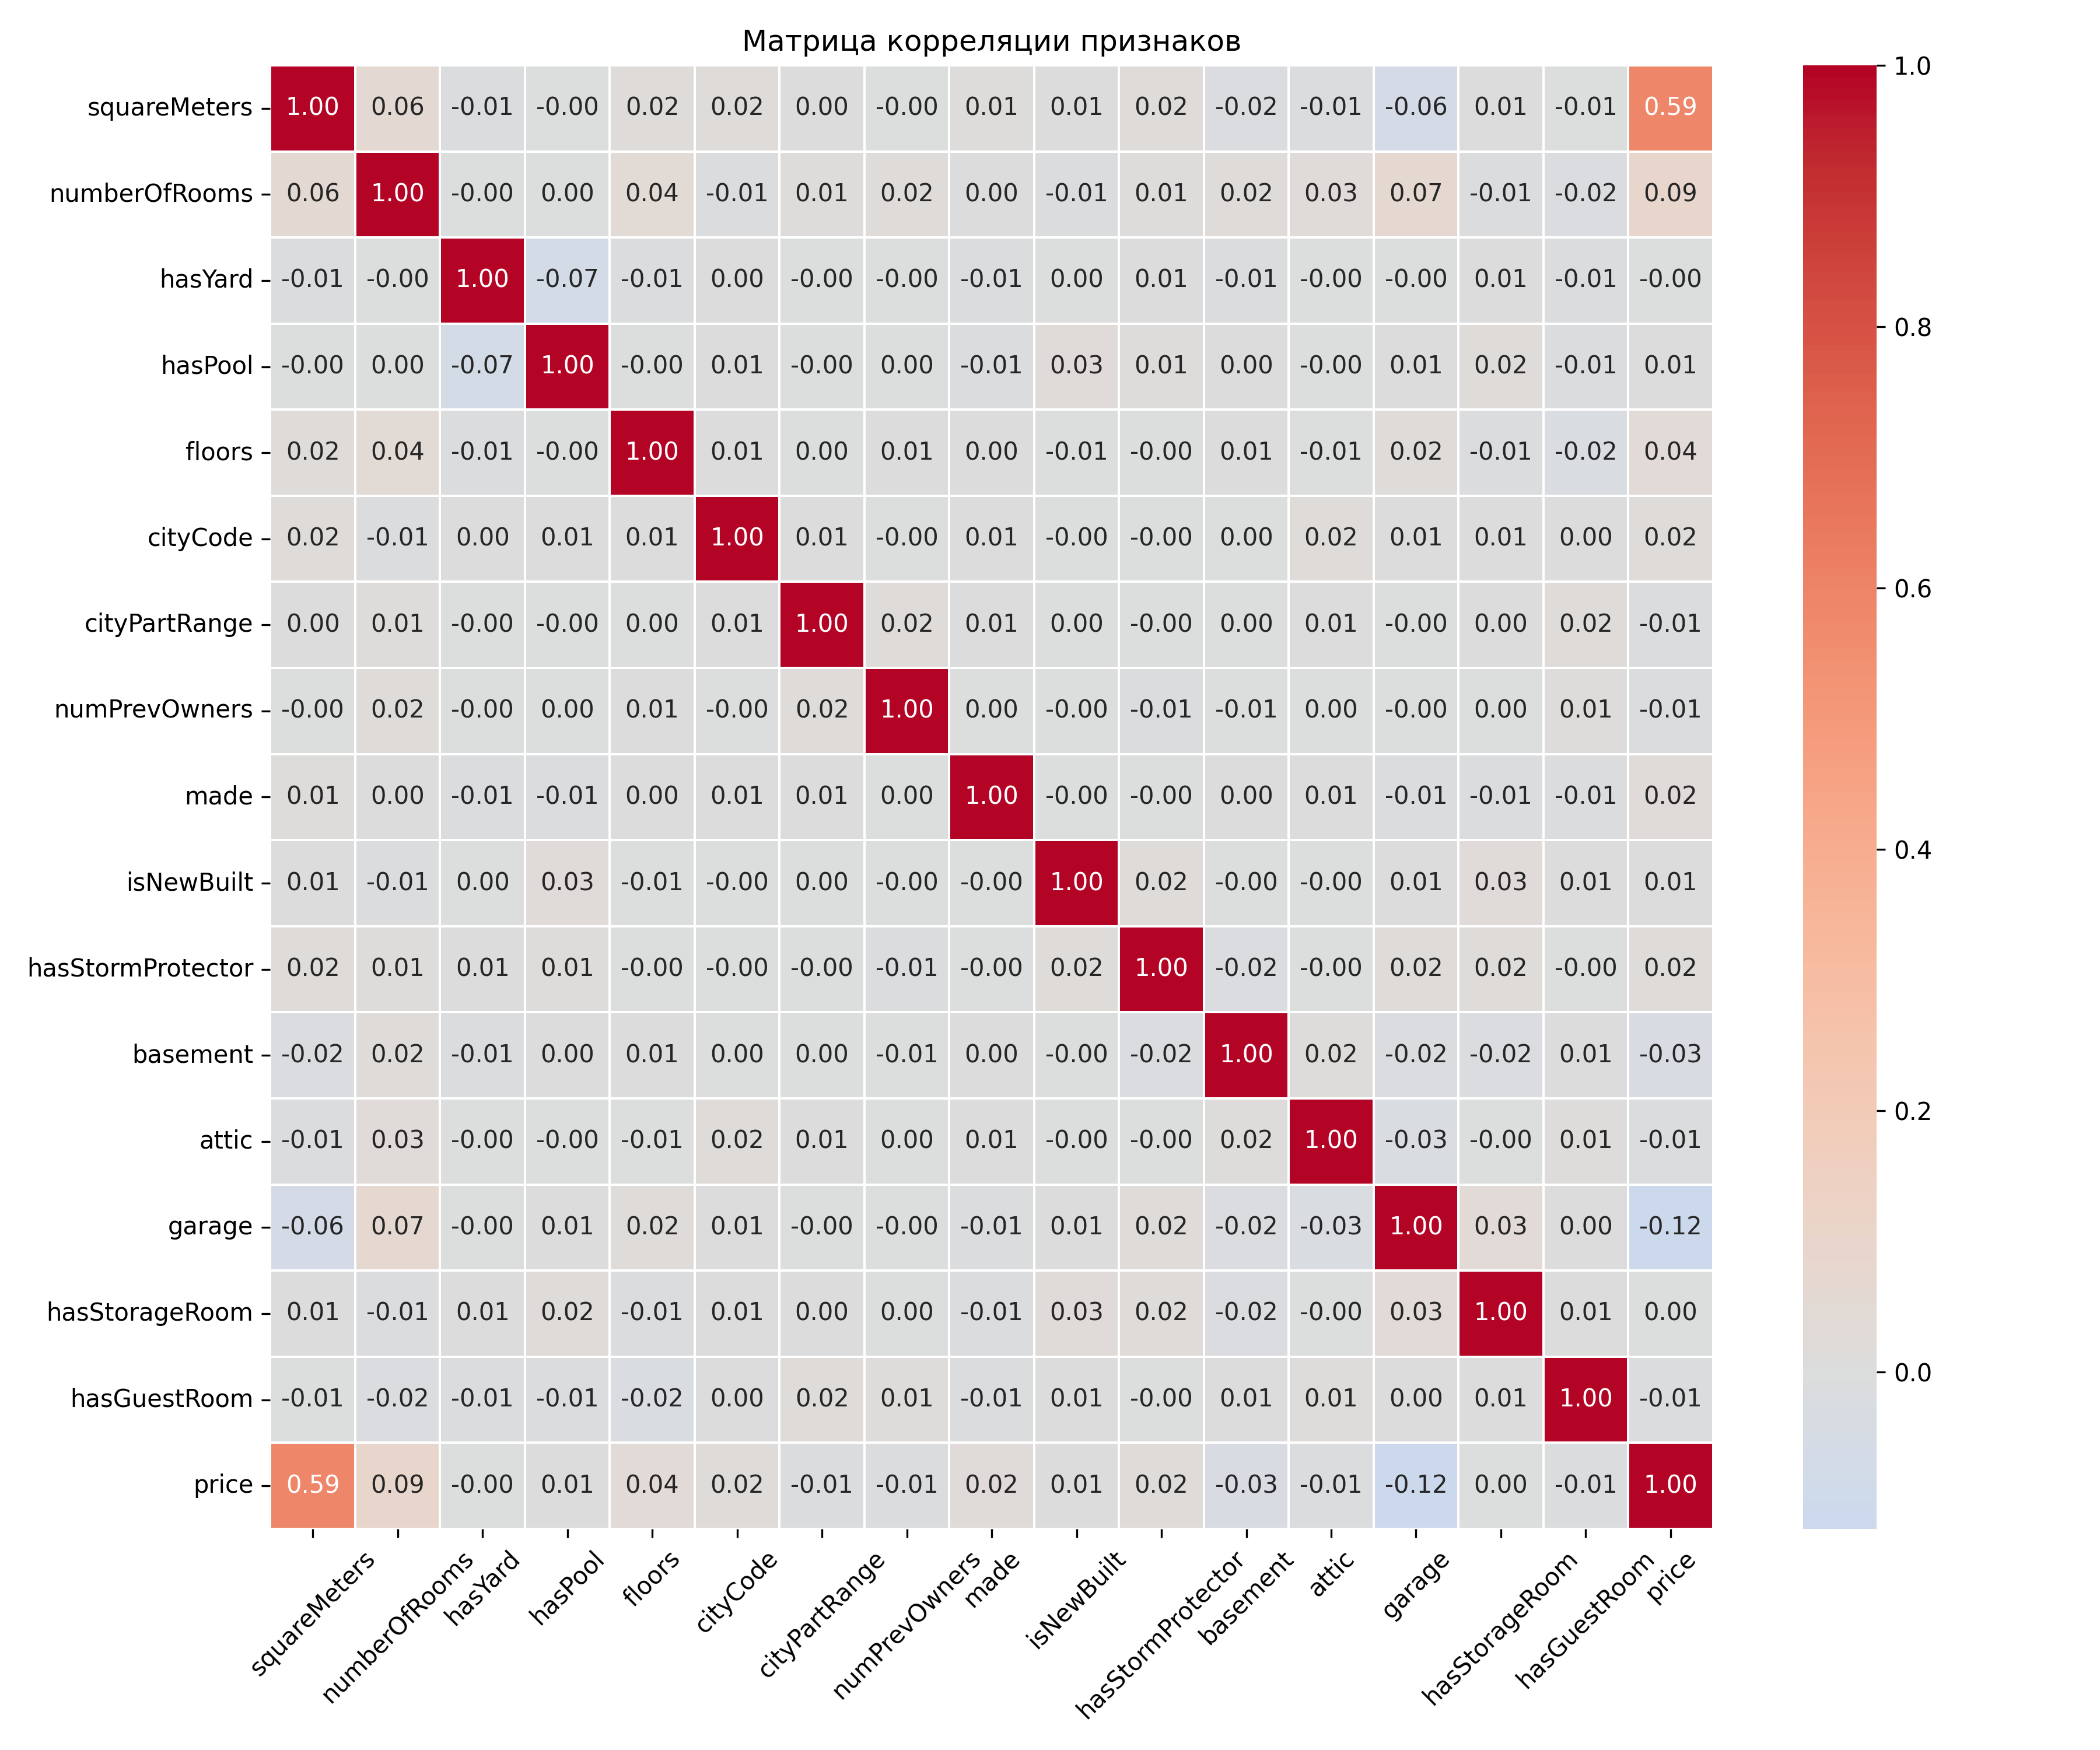 Матрица корреляции признаков
squareMeters 1.00 0.06 -0.01 -0.00 0.02 0.02 0.00 -0.00 0.01 0.01 0.02 -0.02 -0.01 -0.06 0.01 -0.01 0.59
numberOfRooms 0.06 1.00 -0.00 0.00 0.04 -0.01 0.01 0.02 0.00 -0.01 0.01 0.02 0.03 0.07 -0.01 -0.02 0.09
hasYard -0.01 -0.00 1.00 -0.07 -0.01 0.00 -0.00 -0.00 -0.01 0.00 0.01 -0.01 -0.00 -0.00 0.01 -0.01 -0.00
hasPool -0.00 0.00 -0.07 1.00 -0.00 0.01 -0.00 0.00 -0.01 0.03 0.01 0.00 -0.00 0.01 0.02 -0.01 0.01
floors 0.02 0.04 -0.01 -0.00 1.00 0.01 0.00 0.01 0.00 -0.01 -0.00 0.01 -0.01 0.02 -0.01 -0.02 0.04
cityCode 0.02 -0.01 0.00 0.01 0.01 1.00 0.01 -0.00 0.01 -0.00 -0.00 0.00 0.02 0.01 0.01 0.00 0.02
cityPartRange 0.00 0.01 -0.00 -0.00 0.00 0.01 1.00 0.02 0.01 0.00 -0.00 0.00 0.01 -0.00 0.00 0.02 -0.01
numPrevOwners -0.00 0.02 -0.00 0.00 0.01 -0.00 0.02 1.00 0.00 -0.00 -0.01 -0.01 0.00 -0.00 0.00 0.01 -0.01
made 0.01 0.00 -0.01 -0.01 0.00 0.01 0.01 0.00 1.00 -0.00 -0.00 0.00 0.01 -0.01 -0.01 -0.01 0.02
isNewBuilt 0.01 -0.01 0.00 0.03 -0.01 -0.00 0.00 -0.00 -0.00 1.00 0.02 -0.00 -0.00 0.01 0.03 0.01 0.01
hasStormProtector 0.02 0.01 0.01 0.01 -0.00 -0.00 -0.00 -0.01 -0.00 0.02 1.00 -0.02 -0.00 0.02 0.02 -0.00 0.02
basement -0.02 0.02 -0.01 0.00 0.01 0.00 0.00 -0.01 0.00 -0.00 -0.02 1.00 0.02 -0.02 -0.02 0.01 -0.03
attic -0.01 0.03 -0.00 -0.00 -0.01 0.02 0.01 0.00 0.01 -0.00 -0.00 0.02 1.00 -0.03 -0.00 0.01 -0.01
garage -0.06 0.07 -0.00 0.01 0.02 0.01 -0.00 -0.00 -0.01 0.01 0.02 -0.02 -0.03 1.00 0.03 0.00 -0.12
hasStorageRoom 0.01 -0.01 0.01 0.02 -0.01 0.01 0.00 0.00 -0.01 0.03 0.02 -0.02 -0.00 0.03 1.00 0.01 0.00
hasGuestRoom -0.01 -0.02 -0.01 -0.01 -0.02 0.00 0.02 0.01 -0.01 0.01 -0.00 0.01 0.01 0.00 0.01 1.00 -0.01
price 0.59 0.09 -0.00 0.01 0.04 0.02 -0.01 -0.01 0.02 0.01 0.02 -0.03 -0.01 -0.12 0.00 -0.01 1.00
squareMeters
numberOfRooms
hasYard
hasPool
floors
cityCode
cityPartRange
numPrevOwners
made
isNewBuilt
hasStormProtector
basement
attic
garage
hasStorageRoom
hasGuestRoom
price
1.0
0.8
0.6
0.4
0.2
0.0